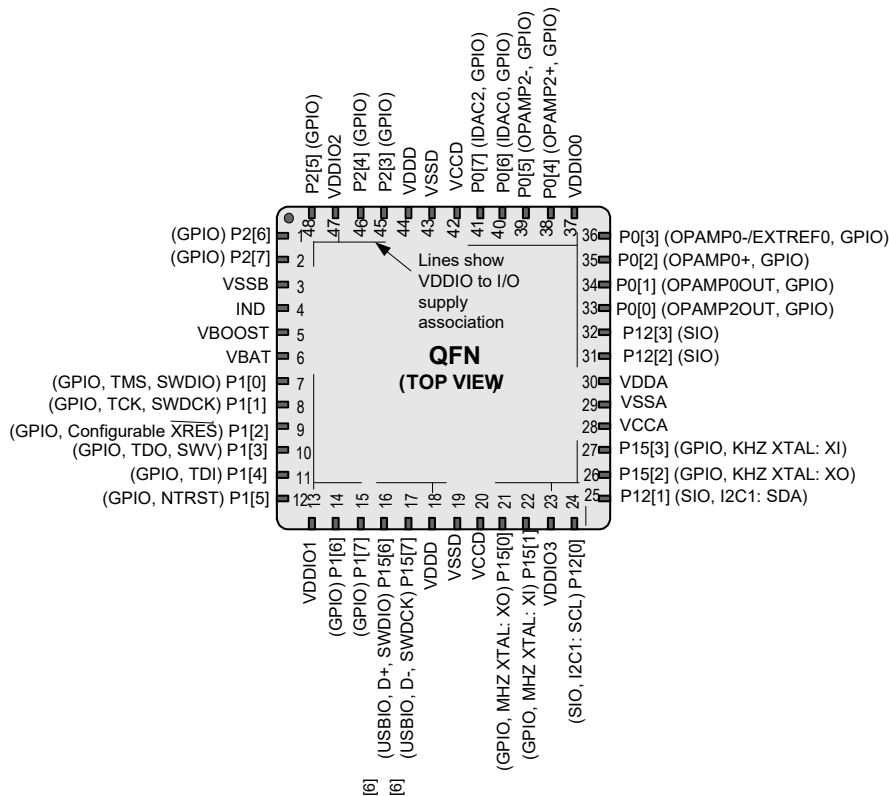 P2[5] (GPIO)
VDDIO2
P2[4] (GPIO)
P2[3] (GPIO)
VDDD
VSSD
VCCD
P0[7] (IDAC2, GPIO)
P0[6] (IDAC0, GPIO)
P0[5] (OPAMP2-, GPIO)
P0[4] (OPAMP2+, GPIO)
VDDIO0
48
47
46
45
44
43
42
41
40
39
38
37
(GPIO) P2[6]
1
(GPIO) P2[7]
2
VSSB
3
IND
4
VBOOST
5
VBAT
6
(GPIO, TMS, SWDIO) P1[0]
7
(GPIO, TCK, SWDCK) P1[1]
8
(GPIO, Configurable XRES) P1[2]
9
(GPIO, TDO, SWV) P1[3]
10
(GPIO, TDI) P1[4]
11
(GPIO, NTRST) P1[5]
12
Lines show
VDDIO to I/O
supply
association
QFN
(TOP VIEW)
36
P0[3] (OPAMP0-/EXTREF0, GPIO)
35
P0[2] (OPAMP0+, GPIO)
34
P0[1] (OPAMP0OUT, GPIO)
33
P0[0] (OPAMP2OUT, GPIO)
32
P12[3] (SIO)
31
P12[2] (SIO)
30
VDDA
29
VSSA
28
VCCA
27
P15[3] (GPIO, KHZ XTAL: XI)
26
P15[2] (GPIO, KHZ XTAL: XO)
25
P12[1] (SIO, I2C1: SDA)
13
14
15
16
17
18
19
20
21
22
23
24
VDDIO1
(GPIO) P1[6]
(GPIO) P1[7]
(USBIO, D+, SWDIO) P15[6]
(USBIO, D-, SWDCK) P15[7]
VDDD
VSSD
VCCD
(GPIO, MHZ XTAL: XO) P15[0]
(GPIO, MHZ XTAL: XI) P15[1]
VDDIO3
(SIO, I2C1: SCL) P12[0]
[6]
[6]